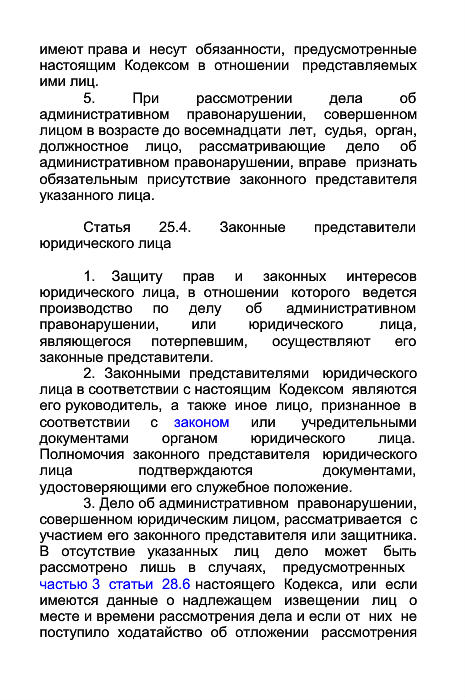 имеют права и несут обязанности, предусмотренные
настоящим Кодексом в отношении представляемых
ими лиц.
5. При рассмотрении дела об
административном правонарушении, совершенном
лицом в возрасте до восемнадцати лет, судья, орган,
должностное лицо, рассматривающие дело об
административном правонарушении, вправе признать
обязательным присутствие законного представителя
указанного лица.
Статья 25.4. Законные представители
юридического лица
1. Защиту прав и законных интересов
юридического лица, в отношении которого ведется
производство по делу об административном
правонарушении, или юридического лица,
являющегося потерпевшим, осуществляют его
законные представители.
2. Законными представителями юридического
лица в соответствии с настоящим Кодексом являются
его руководитель, а также иное лицо, признанное в
соответствии с законом или учредительными
документами органом юридического лица.
Полномочия законного представителя юридического
лица подтверждаются документами,
удостоверяющими его служебное положение.
3. Дело об административном правонарушении,
совершенном юридическим лицом, рассматривается с
участием его законного представителя или защитника.
В отсутствие указанных лиц дело может быть
рассмотрено лишь в случаях, предусмотренных
частью 3 статьи 28.6 настоящего Кодекса, или если
имеются данные о надлежащем извещении лиц о
месте и времени рассмотрения дела и если от них не
поступило ходатайство об отложении рассмотрения